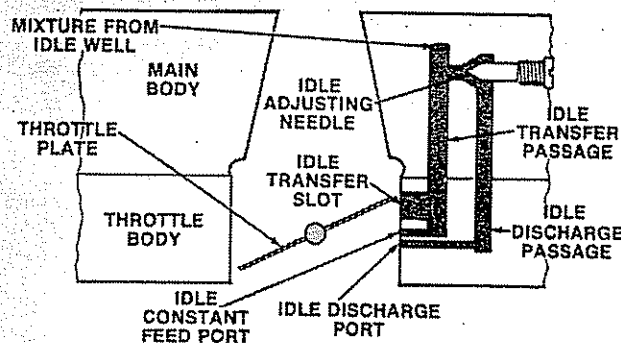 MIXTURE FROM
IDLE WELL
MAIN
BODY
IDLE
ADJUSTING
NEEDLE
THROTTLE
PLATE
IDLE
TRANSFER
PASSAGE
IDLE
TRANSFER
SLOT
THROTTLE
BODY
IDLE
DISCHARGE
PASSAGE
IDLE
CONSTANT
FEED PORT
IDLE DISCHARGE
PORT